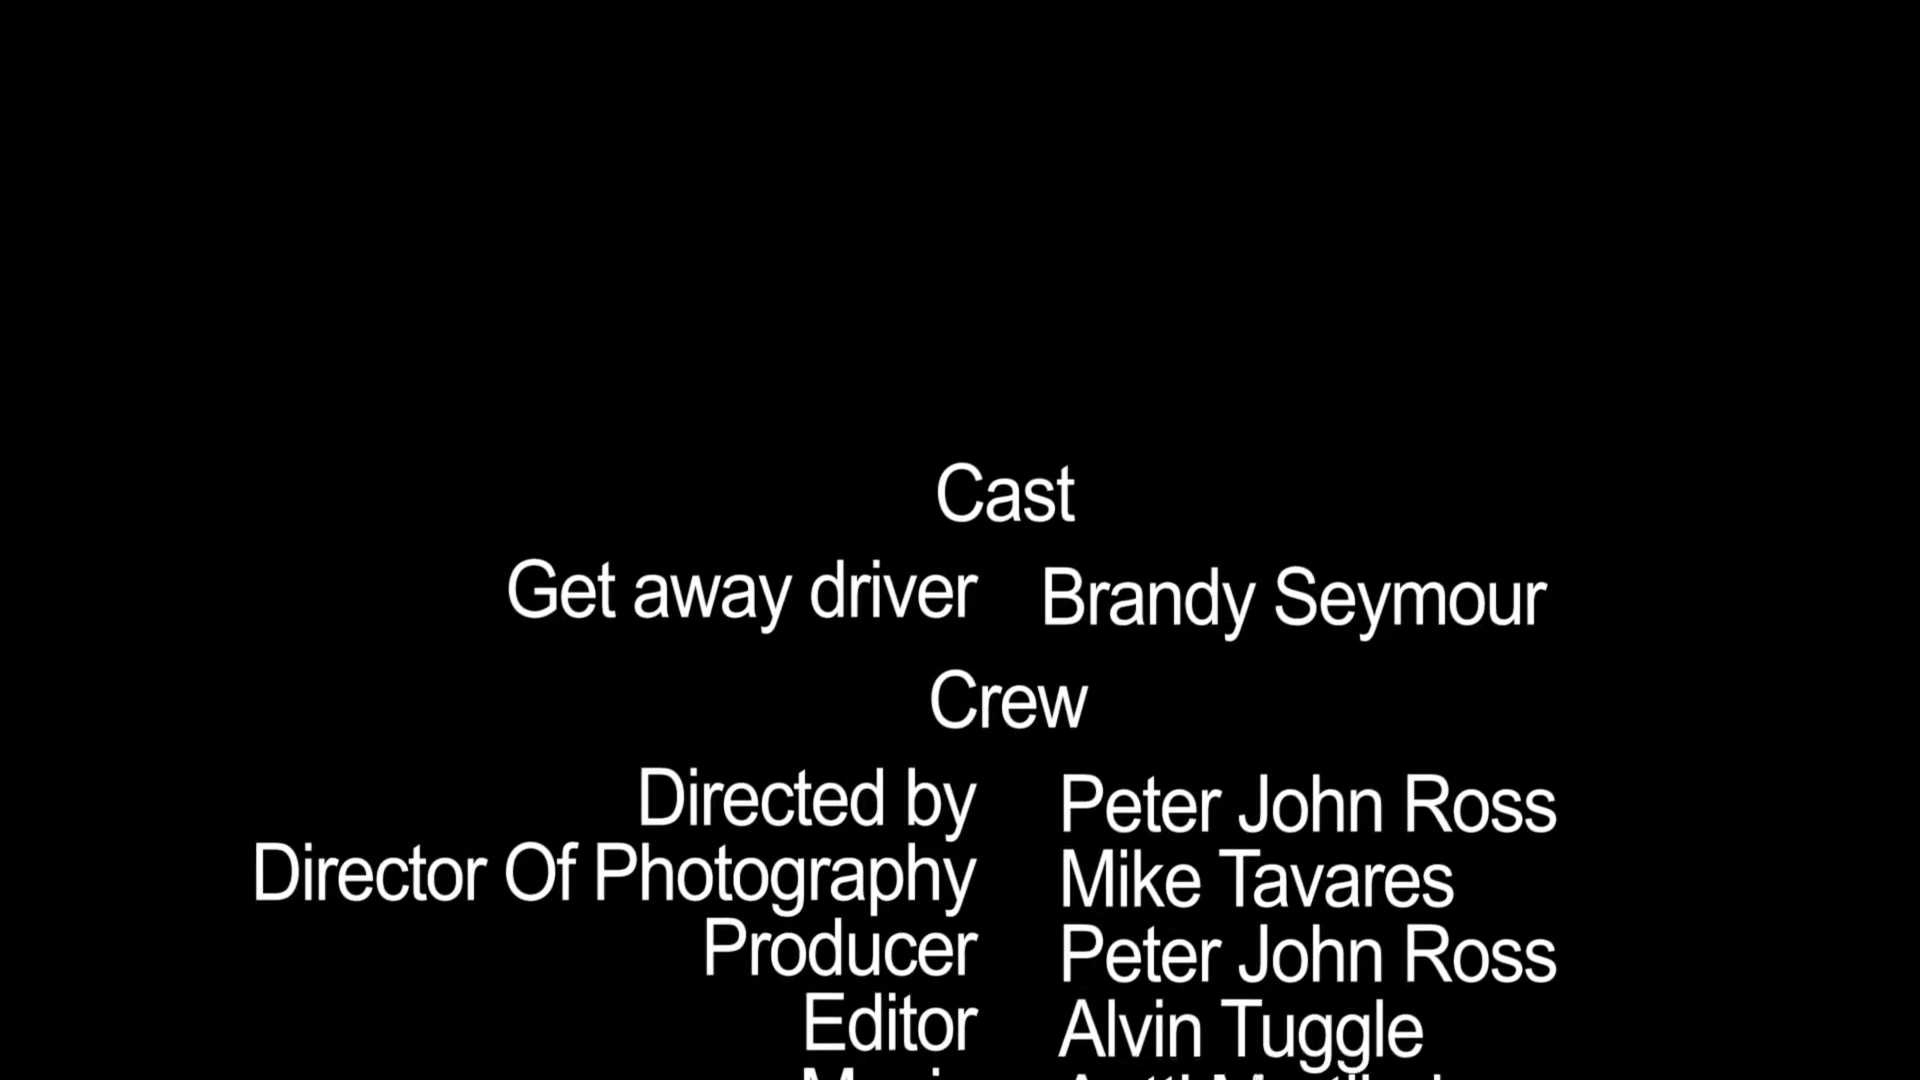 Cast
Get away driver Brandy Seymour
Crew
Directed by Peter John Ross
Director Of Photography Mike Tavares
Producer Peter John Ross
Editor Alvin Tuggle